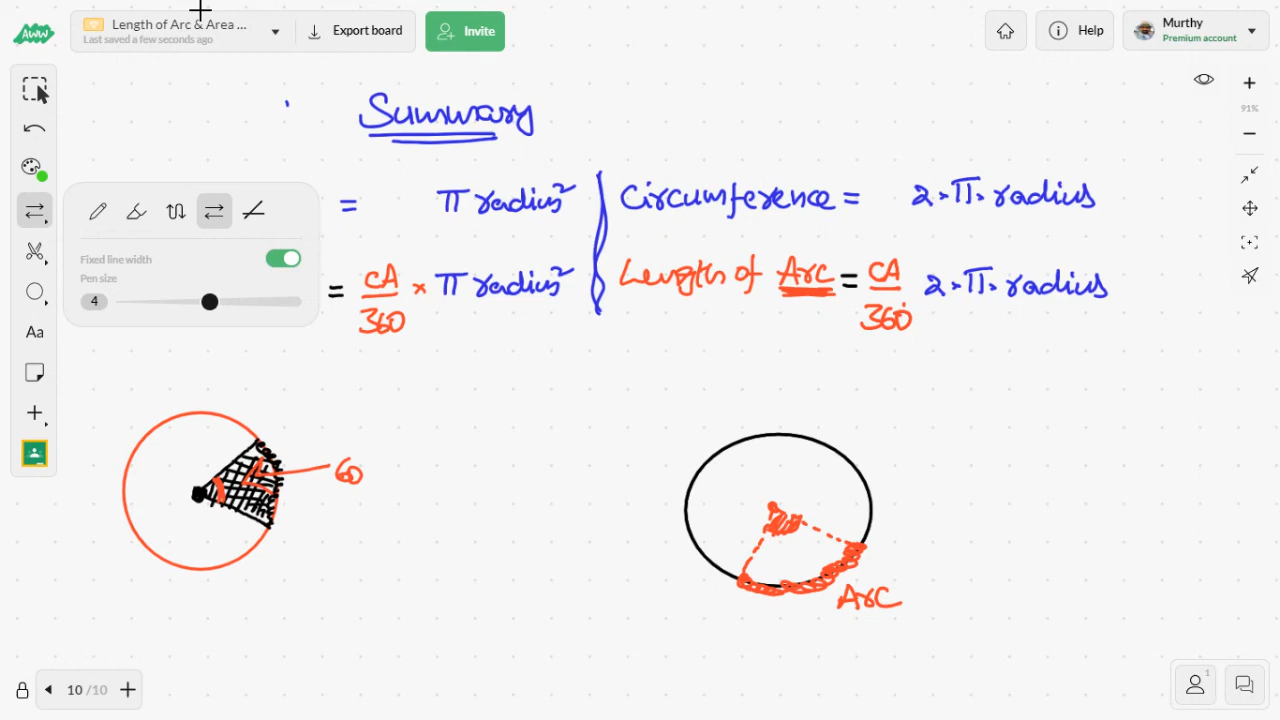 AWW
Length of Arc & Area ...
Last saved a few seconds ago
Export board
Invite
Help
Murthy
Premium account
91%
Summary
= π radius²
Circumference = 2·π·radius
= CA/360 × π radius²
Length of Arc = CA/360 2·π·radius
Fixed line width
Pen size
4
Aa
60
Arc
10 /10
1